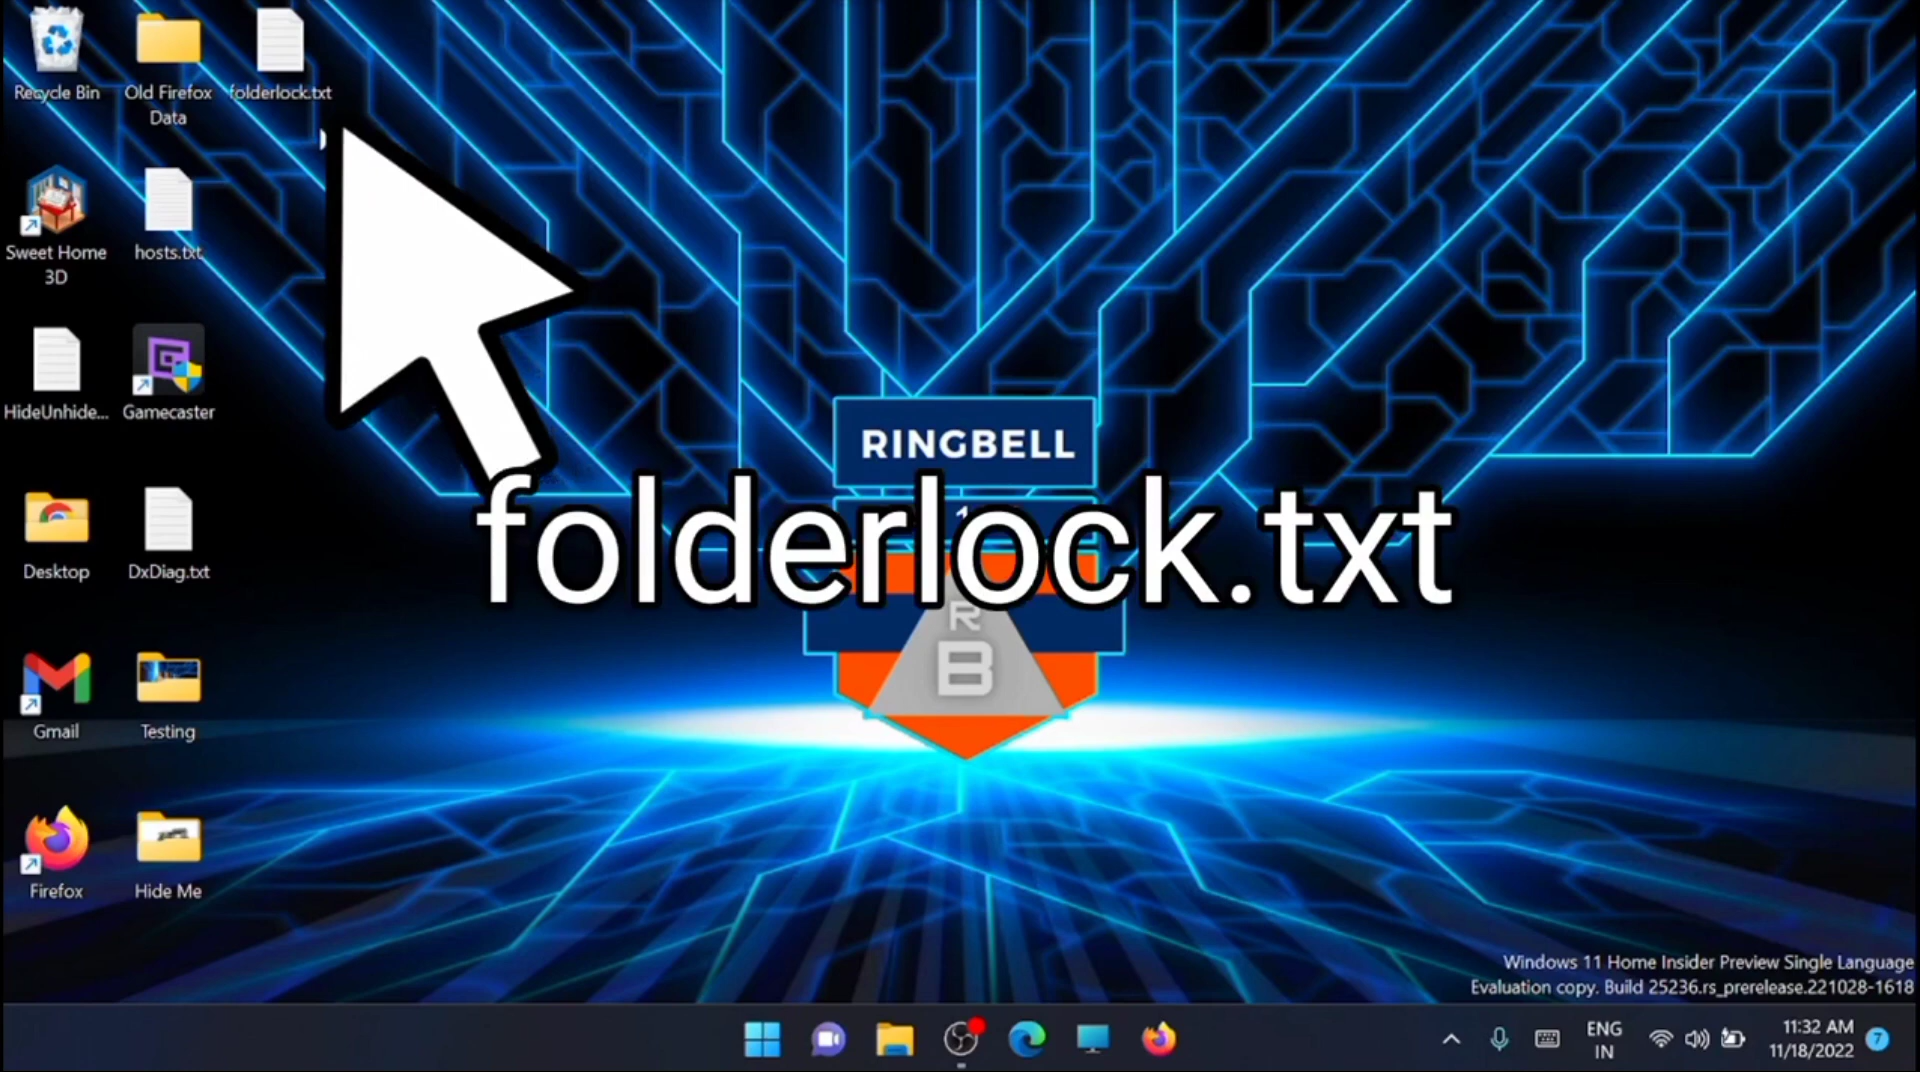 Recycle Bin
Old Firefox
Data
folderlock.txt
Sweet Home
3D
hosts.txt
HideUnhide...
Gamecaster
RINGBELL
folderlock.txt
Desktop
DxDiag.txt
R
B
Gmail
Testing
Firefox
Hide Me
Windows 11 Home Insider Preview Single Language
Evaluation copy. Build 25236.rs_prerelease.221028-1618
ENG
IN
11:32 AM
11/18/2022
7